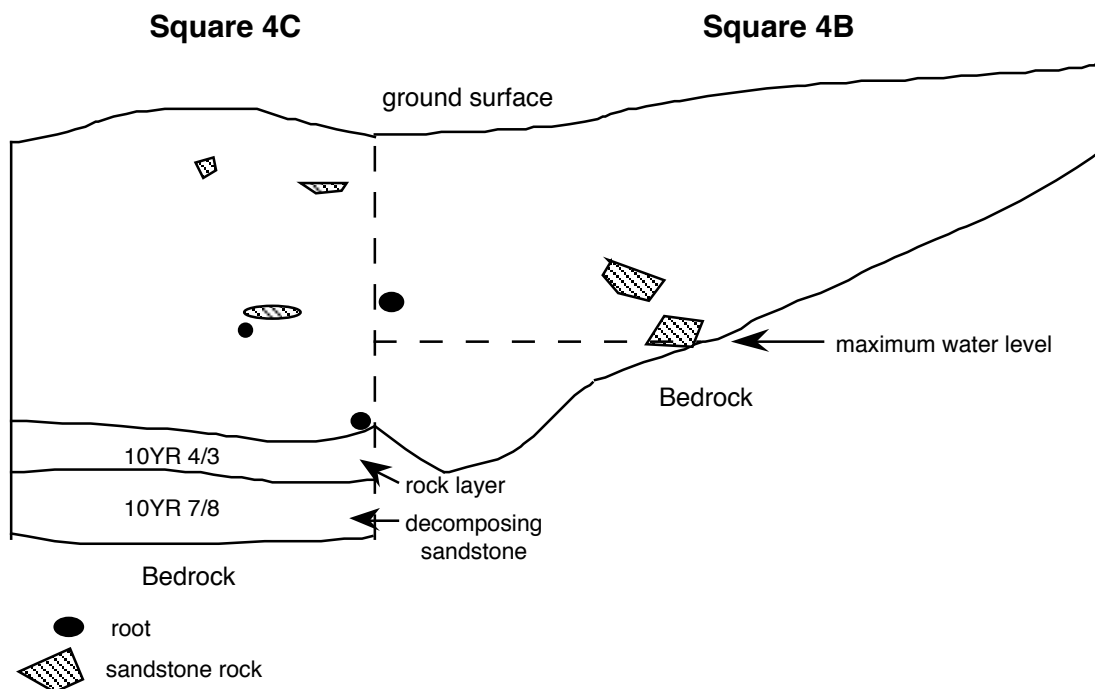 Square 4C
Square 4B
ground surface
maximum water level
Bedrock
10YR 4/3
rock layer
10YR 7/8
decomposing
sandstone
Bedrock
root
sandstone rock